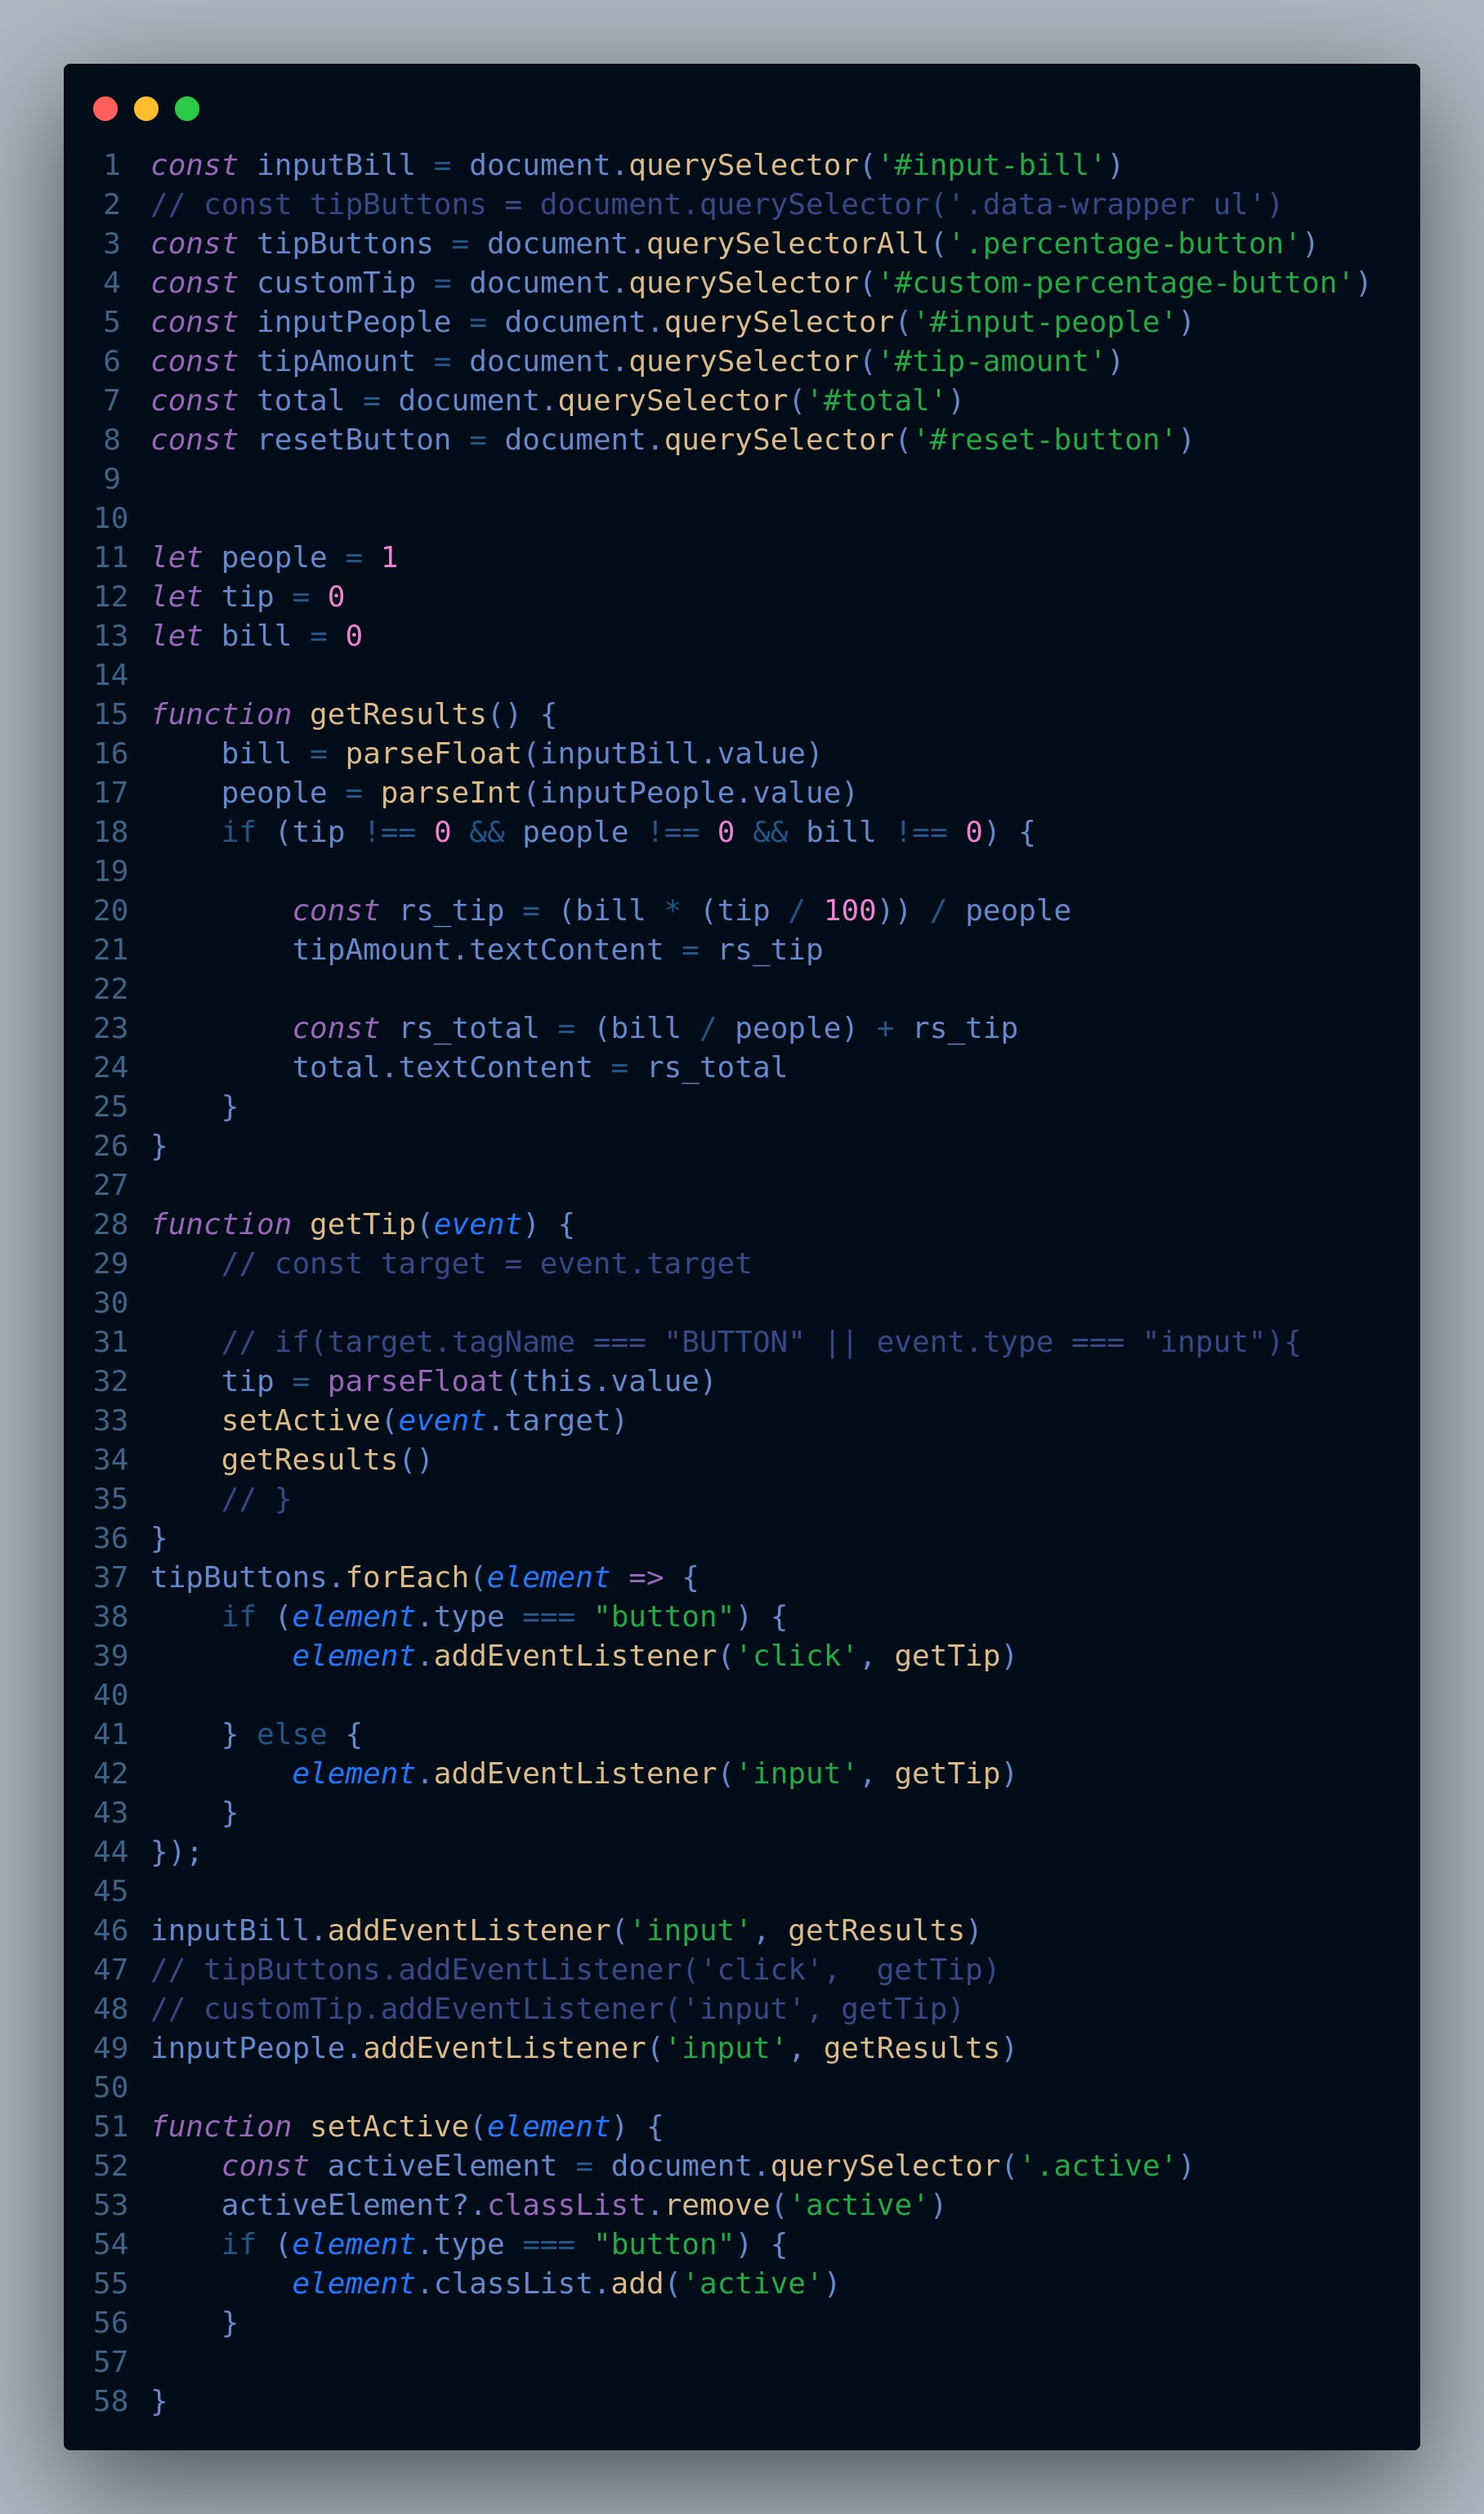 1 const inputBill = document.querySelector('#input-bill')
2 // const tipButtons = document.querySelector('.data-wrapper ul')
3 const tipButtons = document.querySelectorAll('.percentage-button')
4 const customTip = document.querySelector('#custom-percentage-button')
5 const inputPeople = document.querySelector('#input-people')
6 const tipAmount = document.querySelector('#tip-amount')
7 const total = document.querySelector('#total')
8 const resetButton = document.querySelector('#reset-button')
9
10
11 let people = 1
12 let tip = 0
13 let bill = 0
14
15 function getResults() {
16     bill = parseFloat(inputBill.value)
17     people = parseInt(inputPeople.value)
18     if (tip !== 0 && people !== 0 && bill !== 0) {
19
20         const rs_tip = (bill * (tip / 100)) / people
21         tipAmount.textContent = rs_tip
22
23         const rs_total = (bill / people) + rs_tip
24         total.textContent = rs_total
25     }
26 }
27
28 function getTip(event) {
29     // const target = event.target
30
31     // if(target.tagName === "BUTTON" || event.type === "input"){
32     tip = parseFloat(this.value)
33     setActive(event.target)
34     getResults()
35     // }
36 }
37 tipButtons.forEach(element => {
38     if (element.type === "button") {
39         element.addEventListener('click', getTip)
40
41     } else {
42         element.addEventListener('input', getTip)
43     }
44 });
45
46 inputBill.addEventListener('input', getResults)
47 // tipButtons.addEventListener('click',  getTip)
48 // customTip.addEventListener('input', getTip)
49 inputPeople.addEventListener('input', getResults)
50
51 function setActive(element) {
52     const activeElement = document.querySelector('.active')
53     activeElement?.classList.remove('active')
54     if (element.type === "button") {
55         element.classList.add('active')
56     }
57
58 }